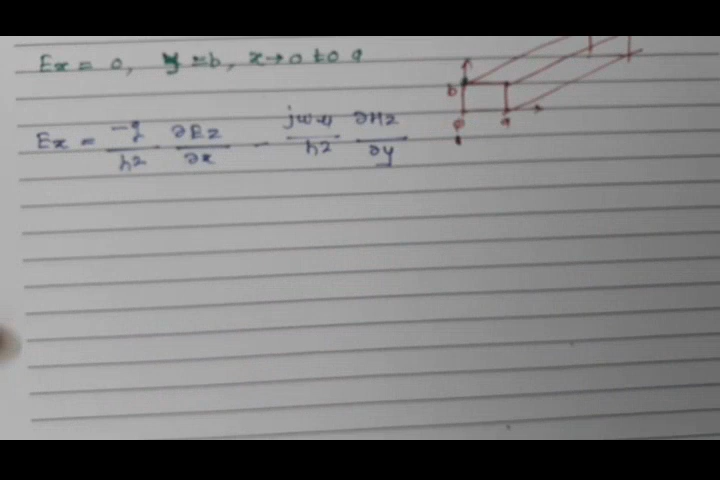 Ex = 0, y = b, x → 0 to a
b
0 a
Ex = -γ/h2 ∂Ez/∂x - jωμ/h2 ∂Hz/∂y